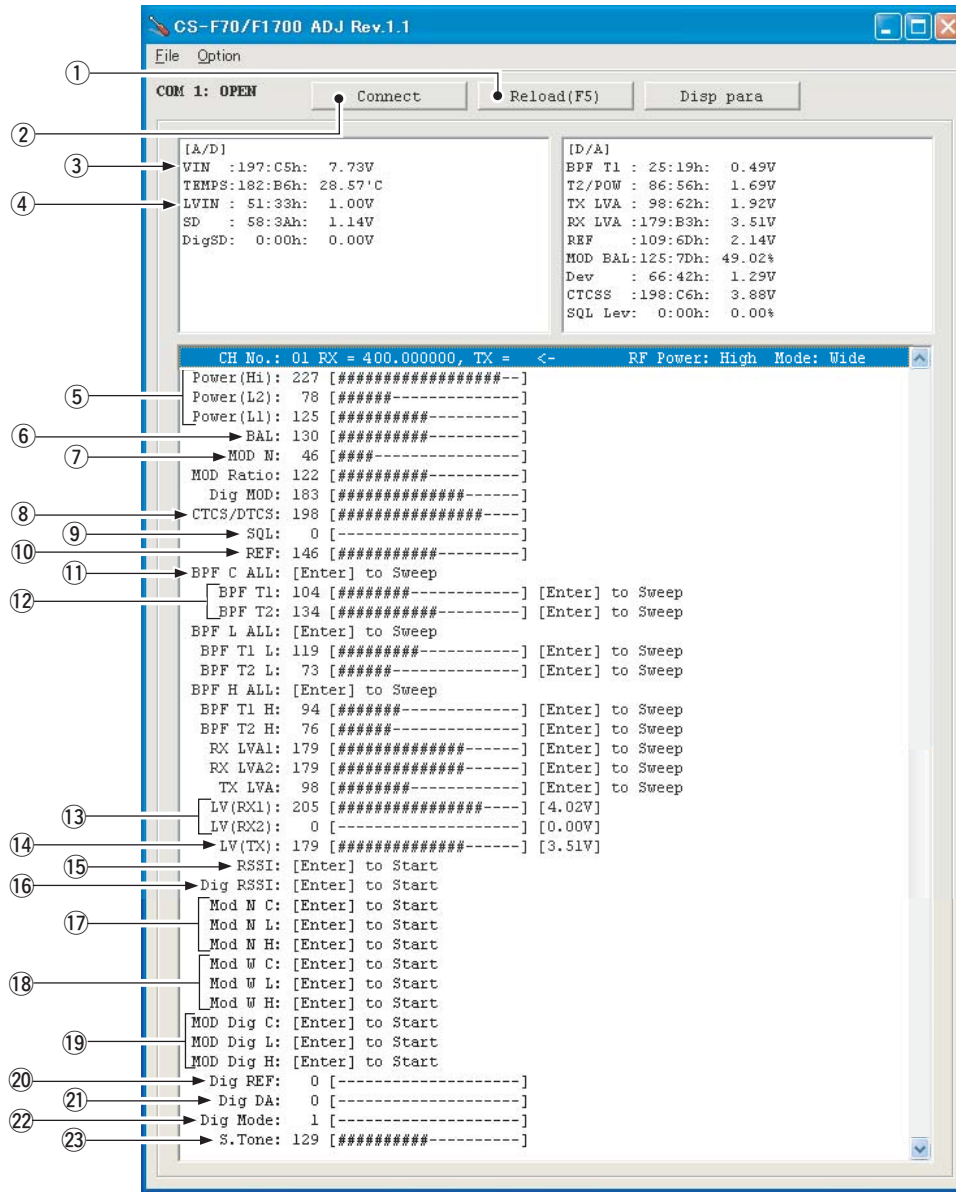 CS-F70/F1700 ADJ Rev.1.1
File Option
COM 1: OPEN Connect Reload(F5) Disp para
①
②
[A/D]
VIN :197:C5h: 7.73V
TEMPS:182:B6h: 28.57'C
LVIN : 51:33h: 1.00V
SD : 58:3Ah: 1.14V
DigSD: 0:00h: 0.00V
③
④
[D/A]
BPF T1 : 25:19h: 0.49V
T2/POW : 86:56h: 1.69V
TX LVA : 98:62h: 1.92V
RX LVA :179:B3h: 3.51V
REF :109:6Dh: 2.14V
MOD BAL:125:7Dh: 49.02%
Dev : 66:42h: 1.29V
CTCSS :198:C6h: 3.88V
SQL Lev: 0:00h: 0.00%
CH No.: 01 RX = 400.000000, TX = <- RF Power: High Mode: Wide
Power(Hi): 227 [##################--]
⑤ Power(L2): 78 [######--------------]
Power(L1): 125 [##########----------]
⑥ BAL: 130 [##########----------]
⑦ MOD N: 46 [####----------------]
MOD Ratio: 122 [##########----------]
Dig MOD: 183 [##############------]
⑧ CTCS/DTCS: 198 [################----]
⑨ SQL: 0 [--------------------]
⑩ REF: 146 [###########---------]
⑪ BPF C ALL: [Enter] to Sweep
⑫ BPF T1: 104 [########------------] [Enter] to Sweep
BPF T2: 134 [###########---------] [Enter] to Sweep
BPF L ALL: [Enter] to Sweep
BPF T1 L: 119 [#########-----------] [Enter] to Sweep
BPF T2 L: 73 [######--------------] [Enter] to Sweep
BPF H ALL: [Enter] to Sweep
BPF T1 H: 94 [#######-------------] [Enter] to Sweep
BPF T2 H: 76 [######--------------] [Enter] to Sweep
RX LVA1: 179 [##############------] [Enter] to Sweep
RX LVA2: 179 [##############------] [Enter] to Sweep
TX LVA: 98 [########------------] [Enter] to Sweep
⑬ LV(RX1): 205 [################----] [4.02V]
LV(RX2): 0 [--------------------] [0.00V]
⑭ LV(TX): 179 [##############------] [3.51V]
⑮ RSSI: [Enter] to Start
⑯ Dig RSSI: [Enter] to Start
Mod N C: [Enter] to Start
⑰ Mod N L: [Enter] to Start
Mod N H: [Enter] to Start
Mod W C: [Enter] to Start
⑱ Mod W L: [Enter] to Start
Mod W H: [Enter] to Start
MOD Dig C: [Enter] to Start
⑲ MOD Dig L: [Enter] to Start
MOD Dig H: [Enter] to Start
⑳ Dig REF: 0 [--------------------]
㉑ Dig DA: 0 [--------------------]
㉒ Dig Mode: 1 [--------------------]
㉓ S.Tone: 129 [##########----------]